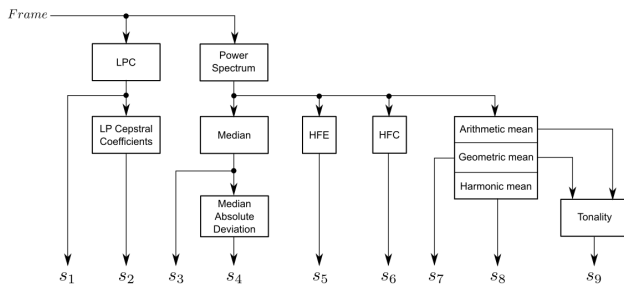 Frame
LPC
Power
Spectrum
LP Cepstral
Coefficients
Median
HFE
HFC
Arithmetic mean
Geometric mean
Harmonic mean
Median
Absolute
Deviation
Tonality
s1 s2 s3 s4 s5 s6 s7 s8 s9